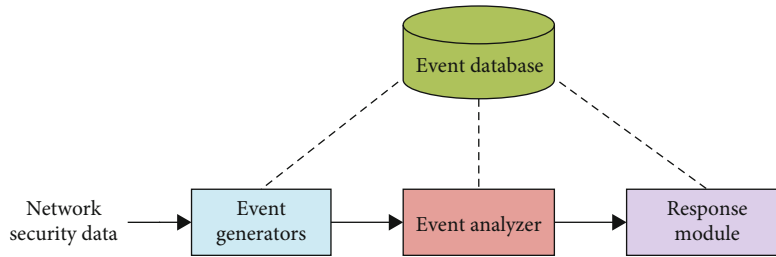 Event database
Network
security data
Event
generators
Event analyzer
Response
module